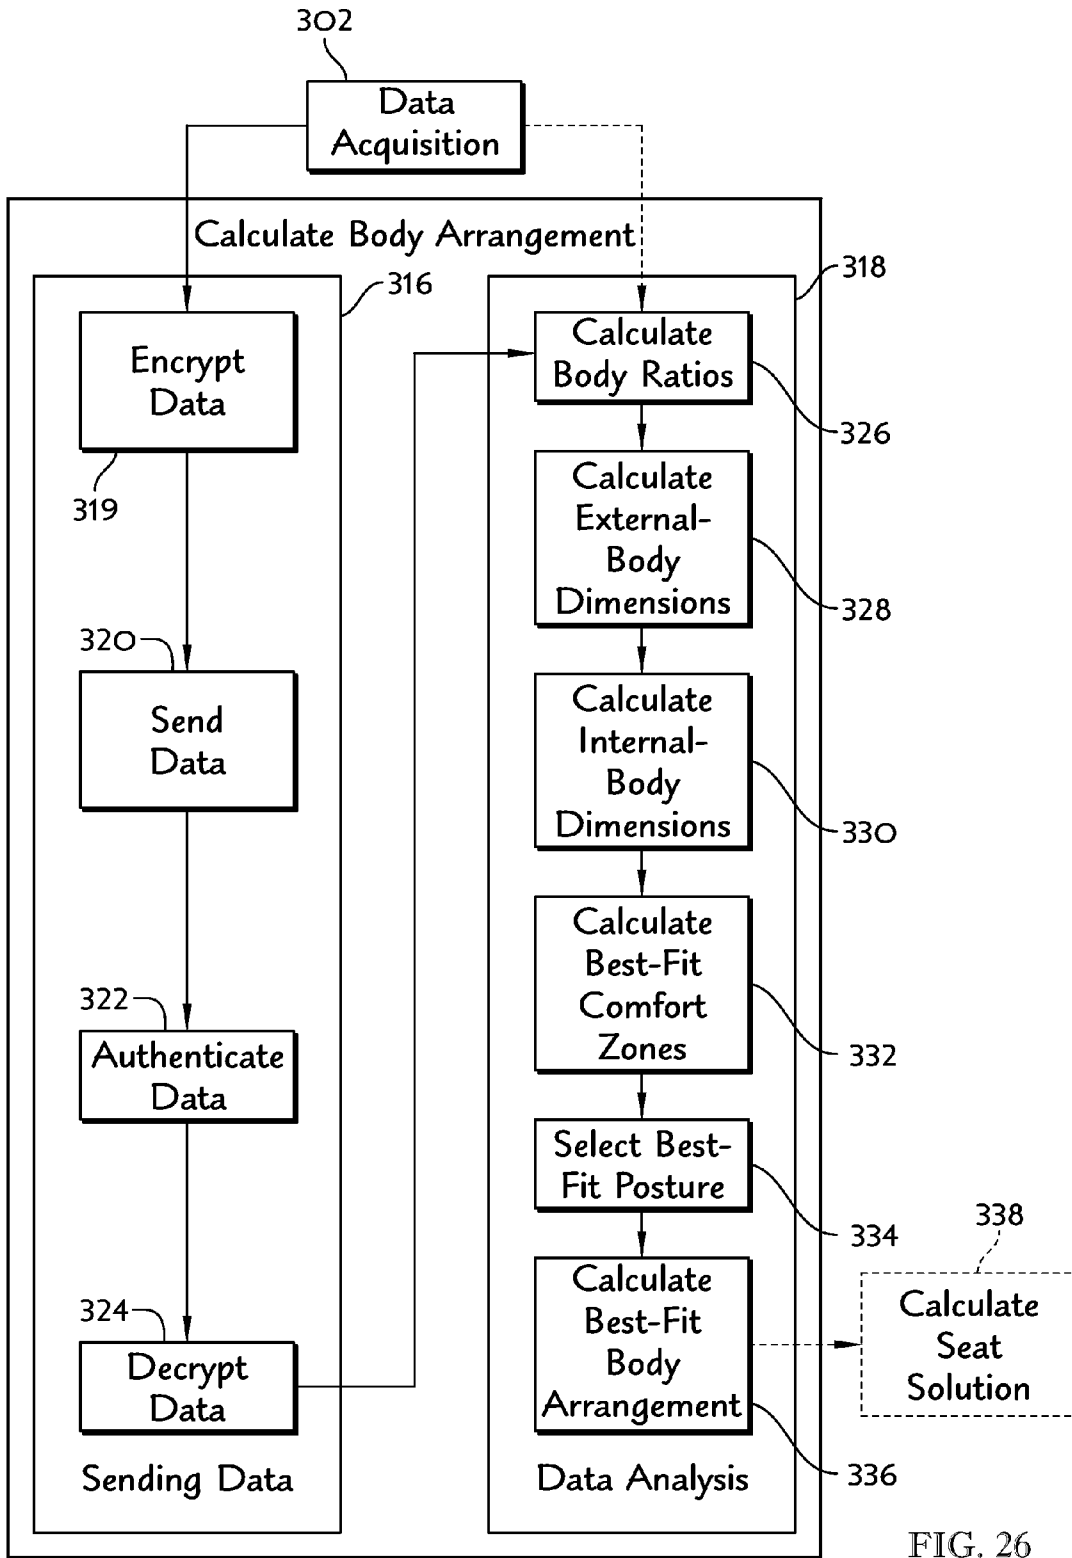 302
Data
Acquisition
Calculate Body Arrangement
316
Encrypt
Data
319
320
Send
Data
322
Authenticate
Data
324
Decrypt
Data
Sending Data
318
Calculate
Body Ratios
326
Calculate
External-
Body
Dimensions
328
Calculate
Internal-
Body
Dimensions
330
Calculate
Best-Fit
Comfort
Zones
332
Select Best-
Fit Posture
334
Calculate
Best-Fit
Body
Arrangement
336
Data Analysis
338
Calculate
Seat
Solution
FIG. 26